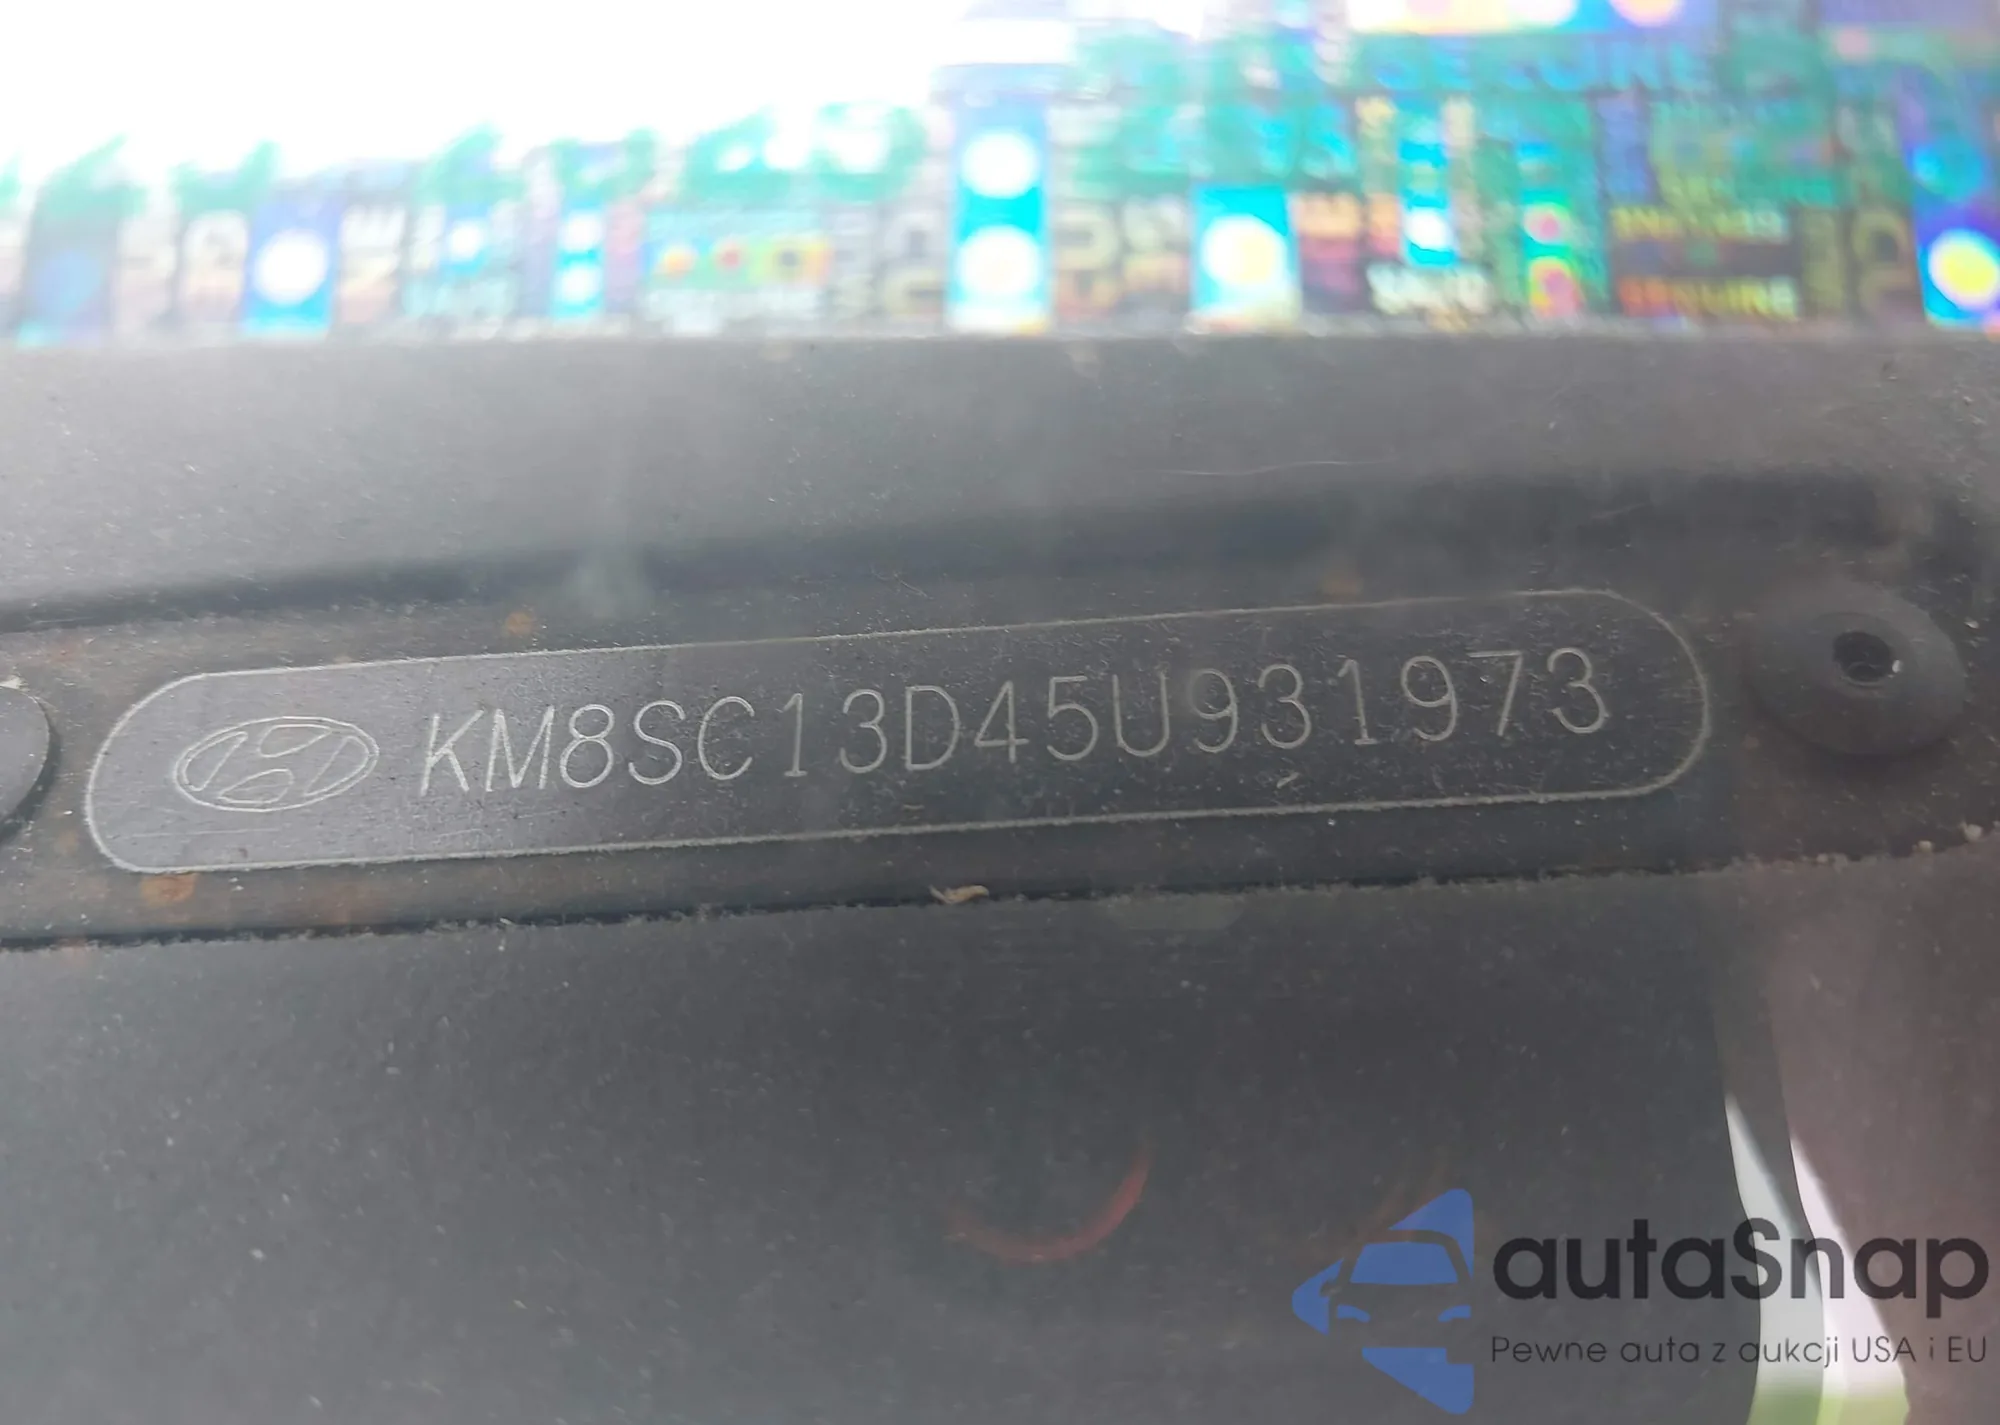 KM8SC13D45U931973
autaSnap
Pewne auta z aukcji USA i EU